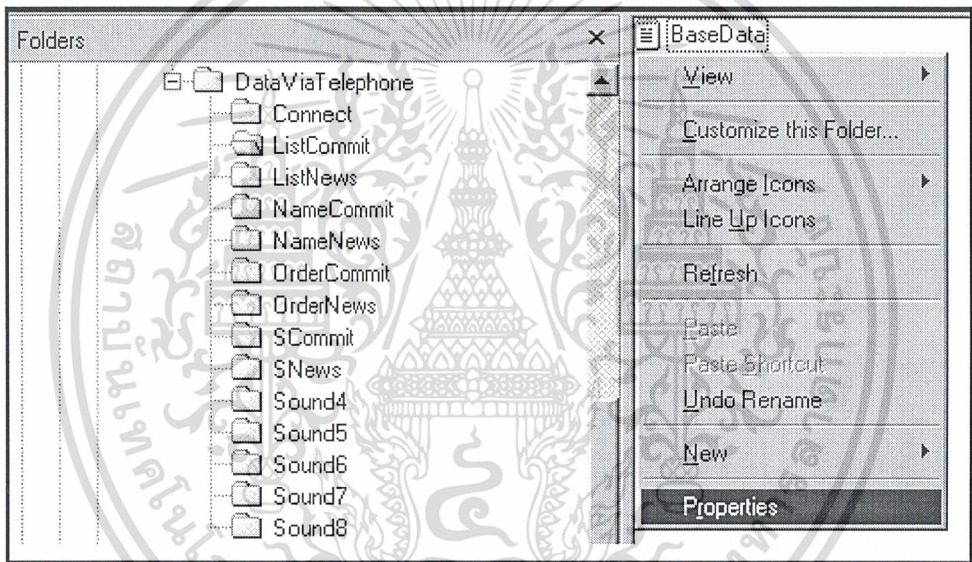 Folders
DataViaTelephone
Connect
ListCommit
ListNews
NameCommit
NameNews
OrderCommit
OrderNews
SCommit
SNews
Sound4
Sound5
Sound6
Sound7
Sound8
BaseData
View
Customize this Folder...
Arrange Icons
Line Up Icons
Refresh
Paste
Paste Shortcut
Undo Rename
New
Properties